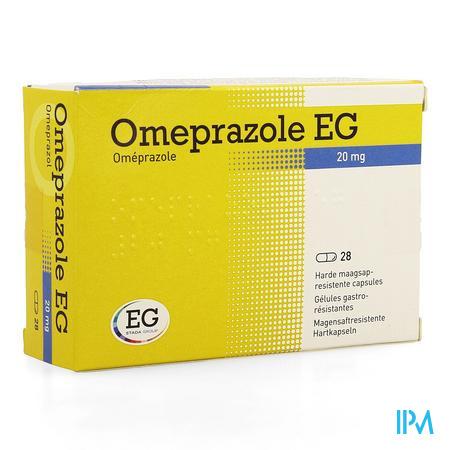 Omeprazole EG
Oméprazole
20 mg
28
Harde maagsap-
resistente capsules
Gélules gastro-
résistantes
Magensaftresistente
Hartkapseln
EG
STADA GROUP
Omeprazole EG
Omeprazol
20 mg
28
IPM